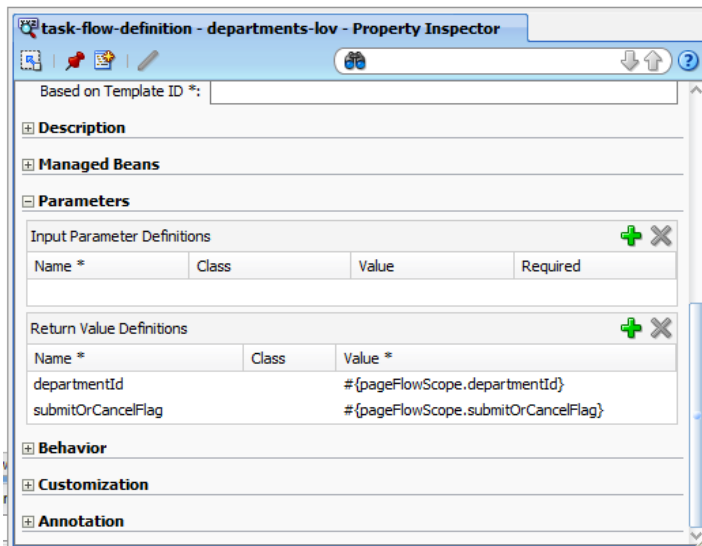 task-flow-definition - departments-lov - Property Inspector
Based on Template ID *:
Description
Managed Beans
Parameters
Input Parameter Definitions
Name * Class Value Required
Return Value Definitions
Name * Class Value *
departmentId #{pageFlowScope.departmentId}
submitOrCancelFlag #{pageFlowScope.submitOrCancelFlag}
Behavior
Customization
Annotation